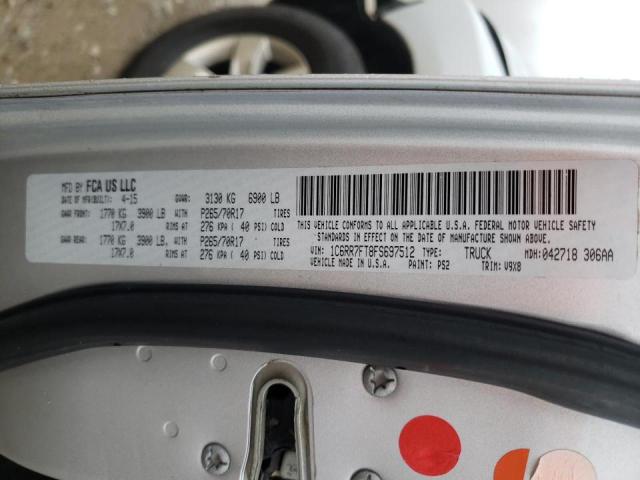 MFD BY FCA US LLC
DATE OF MFR(BUILT): 4-15 GVWR: 3130 KG 6900 LB
GAWR FRONT: 1770 KG 3900 LB. WITH P265/70R17 TIRES
17X7.0 RIMS AT 276 KPA ( 40 PSI) COLD
GAWR REAR: 1770 KG 3900 LB. WITH P265/70R17 TIRES
17X7.0 RIMS AT 276 KPA ( 40 PSI) COLD
THIS VEHICLE CONFORMS TO ALL APPLICABLE U.S.A. FEDERAL MOTOR VEHICLE SAFETY
STANDARDS IN EFFECT ON THE DATE OF MANUFACTURE SHOWN ABOVE.
VIN: 1C6RR7FT8FS697512 TYPE: TRUCK MDH: 042718 306AA
VEHICLE MADE IN U.S.A. PAINT: PS2 TRIM: V9X8